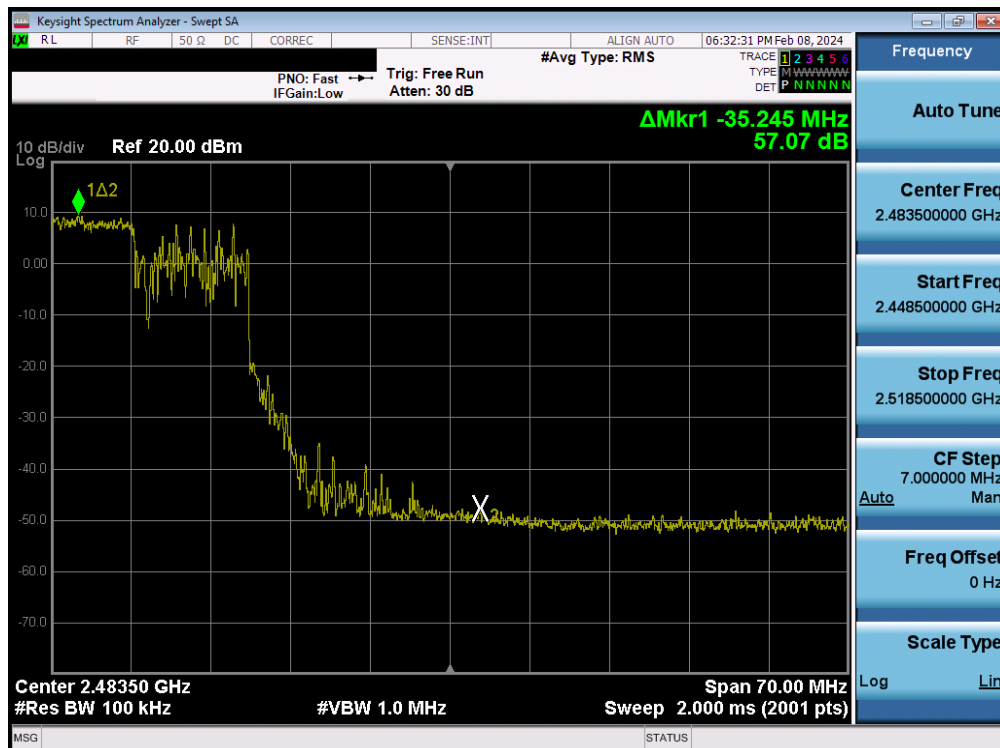 Keysight Spectrum Analyzer - Swept SA
LXI RL RF 50 Ω DC CORREC SENSE:INT ALIGN AUTO 06:32:31 PM Feb 08, 2024
PNO: Fast
IFGain:Low
Trig: Free Run
Atten: 30 dB
#Avg Type: RMS
TRACE 1 2 3 4 5 6
TYPE M W W W W W
DET P N N N N N
ΔMkr1 -35.245 MHz
57.07 dB
10 dB/div Ref 20.00 dBm
Log
1Δ2
10.0
0.00
-10.0
-20.0
-30.0
-40.0
-50.0
-60.0
-70.0
X2
Center 2.48350 GHz Span 70.00 MHz
#Res BW 100 kHz #VBW 1.0 MHz Sweep 2.000 ms (2001 pts)
MSG STATUS
Frequency
Auto Tune
Center Freq
2.483500000 GHz
Start Freq
2.448500000 GHz
Stop Freq
2.518500000 GHz
CF Step
7.000000 MHz
Auto Man
Freq Offset
0 Hz
Scale Type
Log Lin